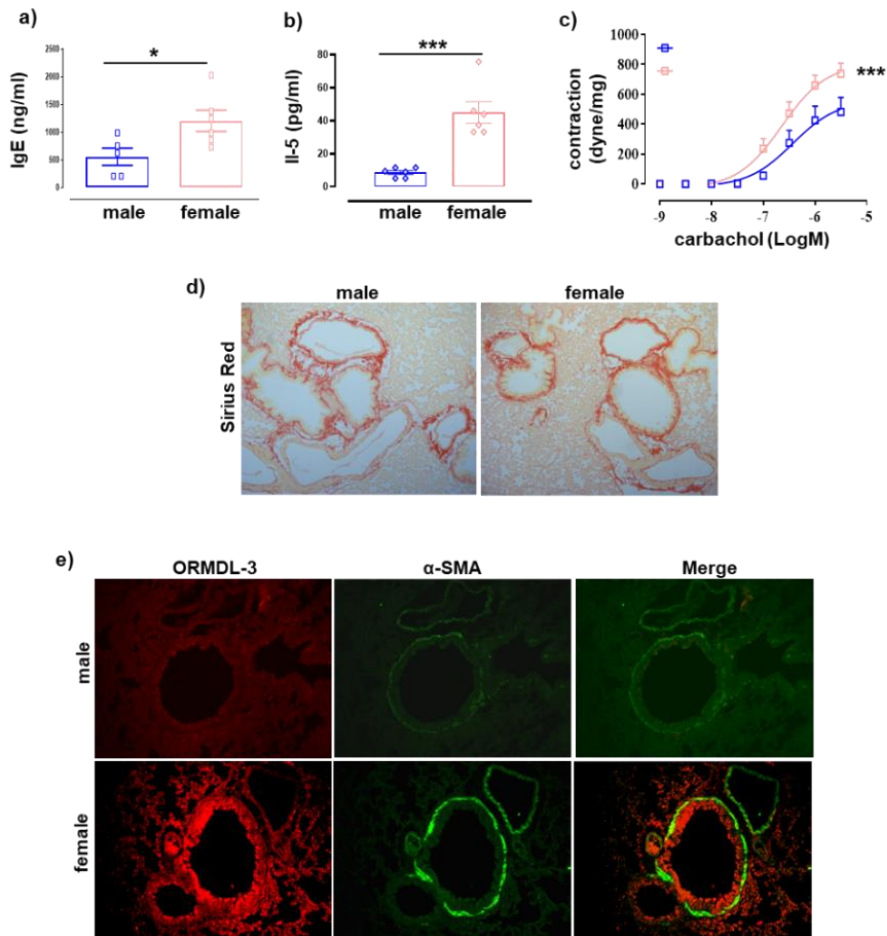 a)
IgE (ng/ml)
2500
2000
1500
1000
500
0
*
male female
b)
Il-5 (pg/ml)
80
60
40
20
0
***
male female
c)
contraction
(dyne/mg)
1000
800
600
400
200
0
***
-9 -8 -7 -6 -5
carbachol (LogM)
d)
male female
Sirius Red
e)
ORMDL-3 α-SMA Merge
male
female